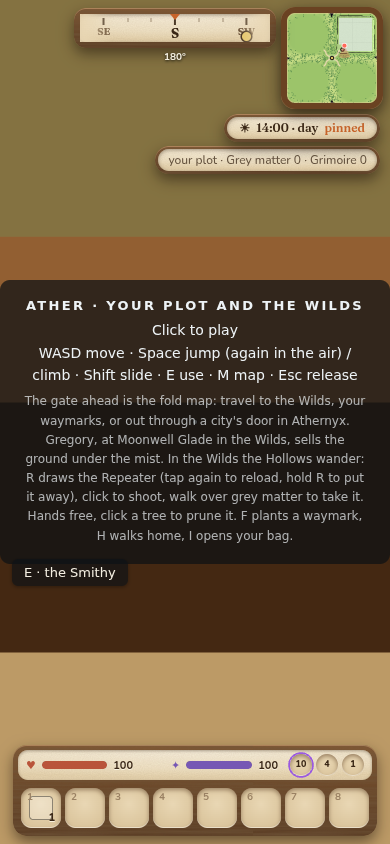 SE S SW
180°
14:00 · day pinned
your plot · Grey matter 0 · Grimoire 0
ATHER · YOUR PLOT AND THE WILDS
Click to play
WASD move · Space jump (again in the air) /
climb · Shift slide · E use · M map · Esc release
The gate ahead is the fold map: travel to the Wilds, your
waymarks, or out through a city's door in Athernyx.
Gregory, at Moonwell Glade in the Wilds, sells the
ground under the mist. In the Wilds the Hollows wander:
R draws the Repeater (tap again to reload, hold R to put
it away), click to shoot, walk over grey matter to take it.
Hands free, click a tree to prune it. F plants a waymark,
H walks home, I opens your bag.
E · the Smithy
100 100 10 4 1
1 2 3 4 5 6 7 8
1